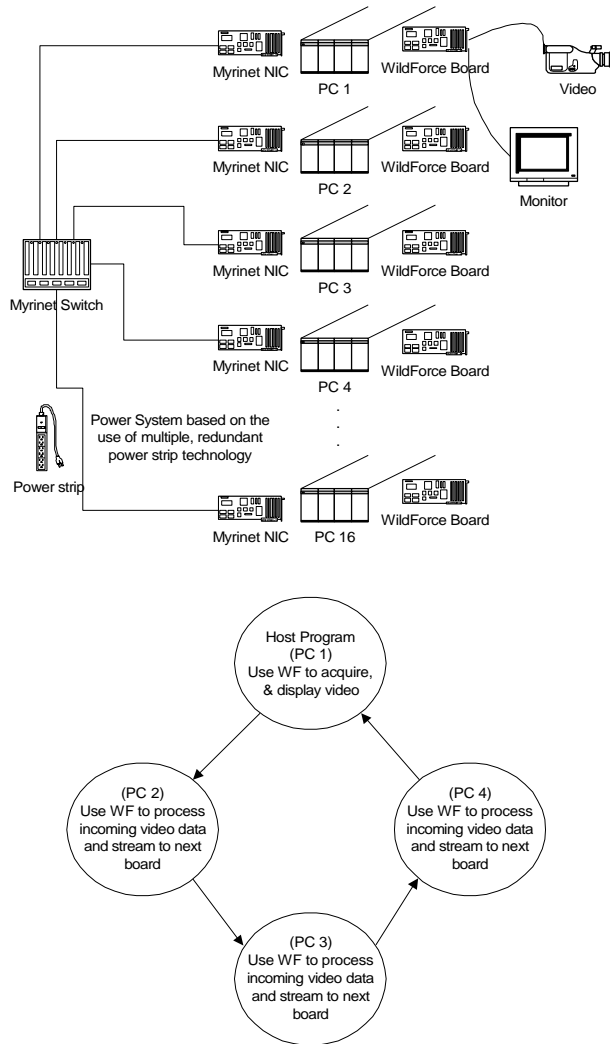 Myrinet NIC
PC 1
WildForce Board
Video
Myrinet NIC
PC 2
WildForce Board
Monitor
Myrinet NIC
PC 3
WildForce Board
Myrinet Switch
Myrinet NIC
PC 4
WildForce Board
.
.
.
Power System based on the
use of multiple, redundant
power strip technology
Power strip
Myrinet NIC
PC 16
WildForce Board
Host Program
(PC 1)
Use WF to acquire,
& display video
(PC 2)
Use WF to process
incoming video data
and stream to next
board
(PC 4)
Use WF to process
incoming video data
and stream to next
board
(PC 3)
Use WF to process
incoming video data
and stream to next
board